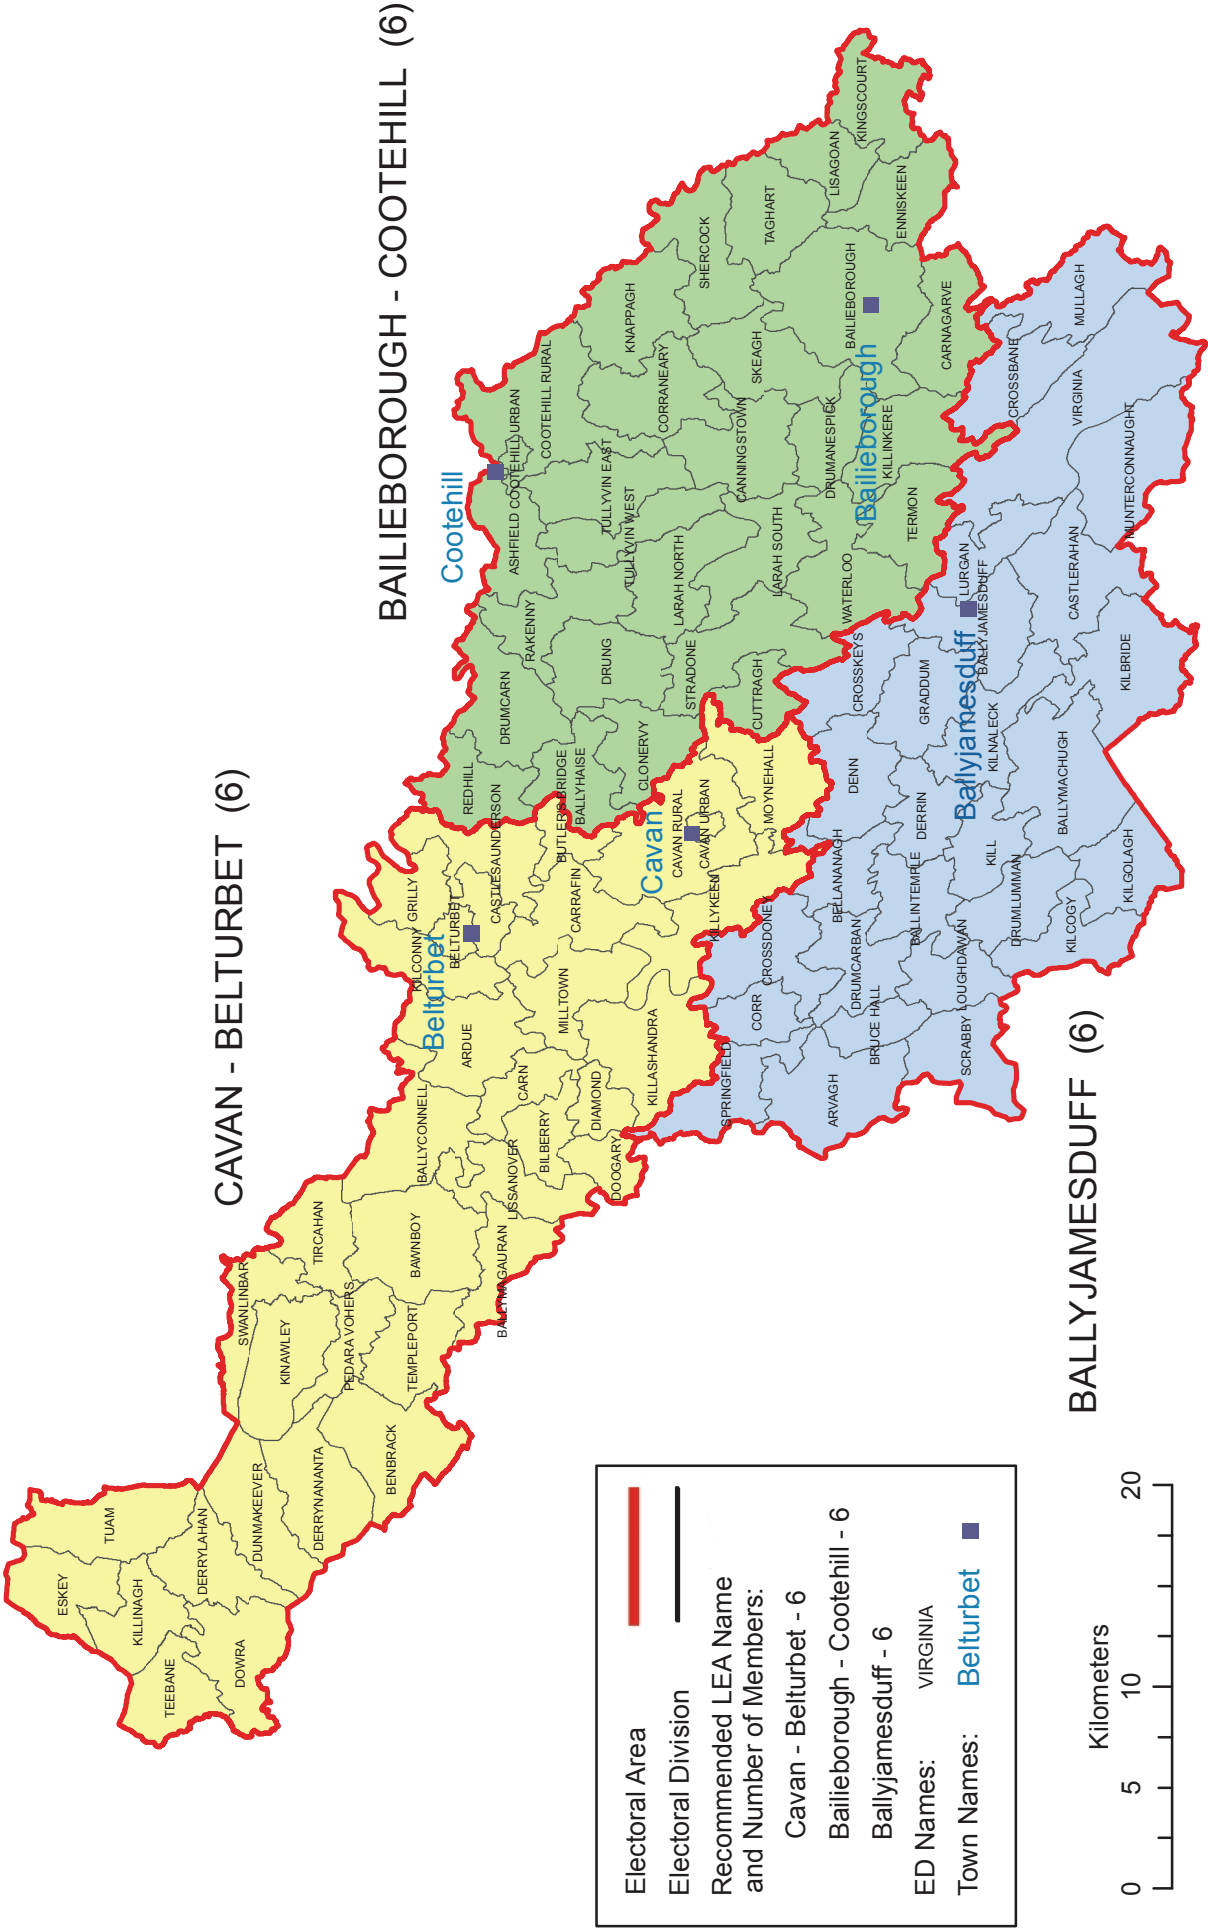 CAVAN - BELTURBET (6)
BAILIEBOROUGH - COOTEHILL (6)
BALLYJAMESDUFF (6)
ESKEY
TUAM
KILLINAGH
TEEBANE
DERRYLAHAN
DOWRA
DUNMAKEEVER
DERRYNANANTA
BENBRACK
SWANLINBAR
KINAWLEY
TIRCAHAN
PEDARA VOHERS
TEMPLEPORT
BAWNBOY
BALLYMAGAURAN
BALLYCONNELL
LISSANOVER
BILBERRY
DOOGARY
DIAMOND
CARN
ARDUE
KILLASHANDRA
MILLTOWN
KILCONNY
GRILLY
Belturbet
BELTURBET
CASTLESAUNDERSON
CARRAFIN
BUTLERS BRIDGE
KILLYKEEN
Cavan
CAVAN RURAL
CAVAN URBAN
MOYNEHALL
REDHILL
BALLYHAISE
CLONERVY
DRUMCARN
RAKENNY
DRUNG
STRADONE
CUTTRAGH
Cootehill
ASHFIELD
COOTEHILL URBAN
COOTEHILL RURAL
TULLYVIN EAST
TULLYVIN WEST
LARAH NORTH
LARAH SOUTH
WATERLOO
KNAPPAGH
CORRANEARY
CANNINGSTOWN
SKEAGH
DRUMANESPICK
SHERCOCK
TAGHART
LISAGOAN
KINGSCOURT
ENNISKEEN
BAILIEBOROUGH
Bailieborough
KILLINKERE
TERMON
CARNAGARVE
CROSSBANE
MULLAGH
VIRGINIA
MUNTERCONNAUGHT
LURGAN
BALLYJAMESDUFF
Ballyjamesduff
CASTLERAHAN
KILBRIDE
CROSSKEYS
GRADDUM
KILNALECK
DENN
DERRIN
BALLYMACHUGH
KILL
KILGOLAGH
BELLANANAGH
BALLINTEMPLE
DRUMLUMMAN
KILCOGY
CROSSDONEY
DRUMCARBAN
LOUGHDAWAN
CORR
BRUCE HALL
SCRABBY
SPRINGFIELD
ARVAGH
Electoral Area
Electoral Division
Recommended LEA Name
and Number of Members:
Cavan - Belturbet - 6
Bailieborough - Cootehill - 6
Ballyjamesduff - 6
ED Names: VIRGINIA
Town Names: Belturbet
Kilometers
0 5 10 20